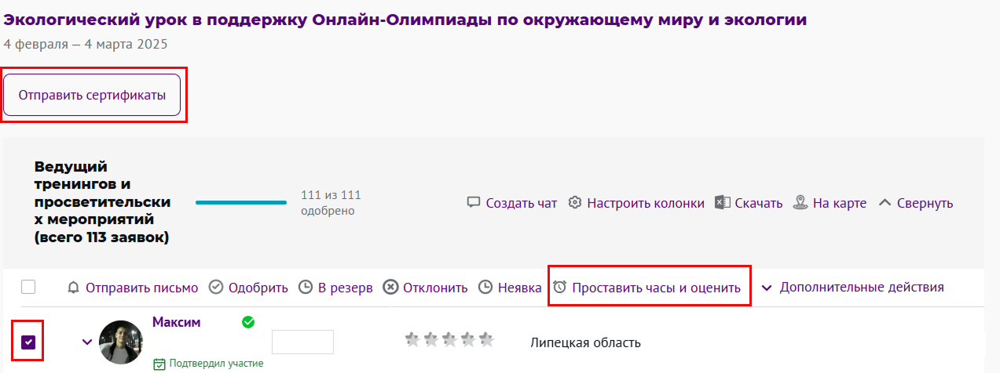 Экологический урок в поддержку Онлайн-Олимпиады по окружающему миру и экологии
4 февраля — 4 марта 2025
Отправить сертификаты
Ведущий
тренингов и
просветительски
х мероприятий
(всего 113 заявок)
111 из 111
одобрено
Создать чат
Настроить колонки
Скачать
На карте
Свернуть
Отправить письмо
Одобрить
В резерв
Отклонить
Неявка
Проставить часы и оценить
Дополнительные действия
Максим
Подтвердил участие
Липецкая область